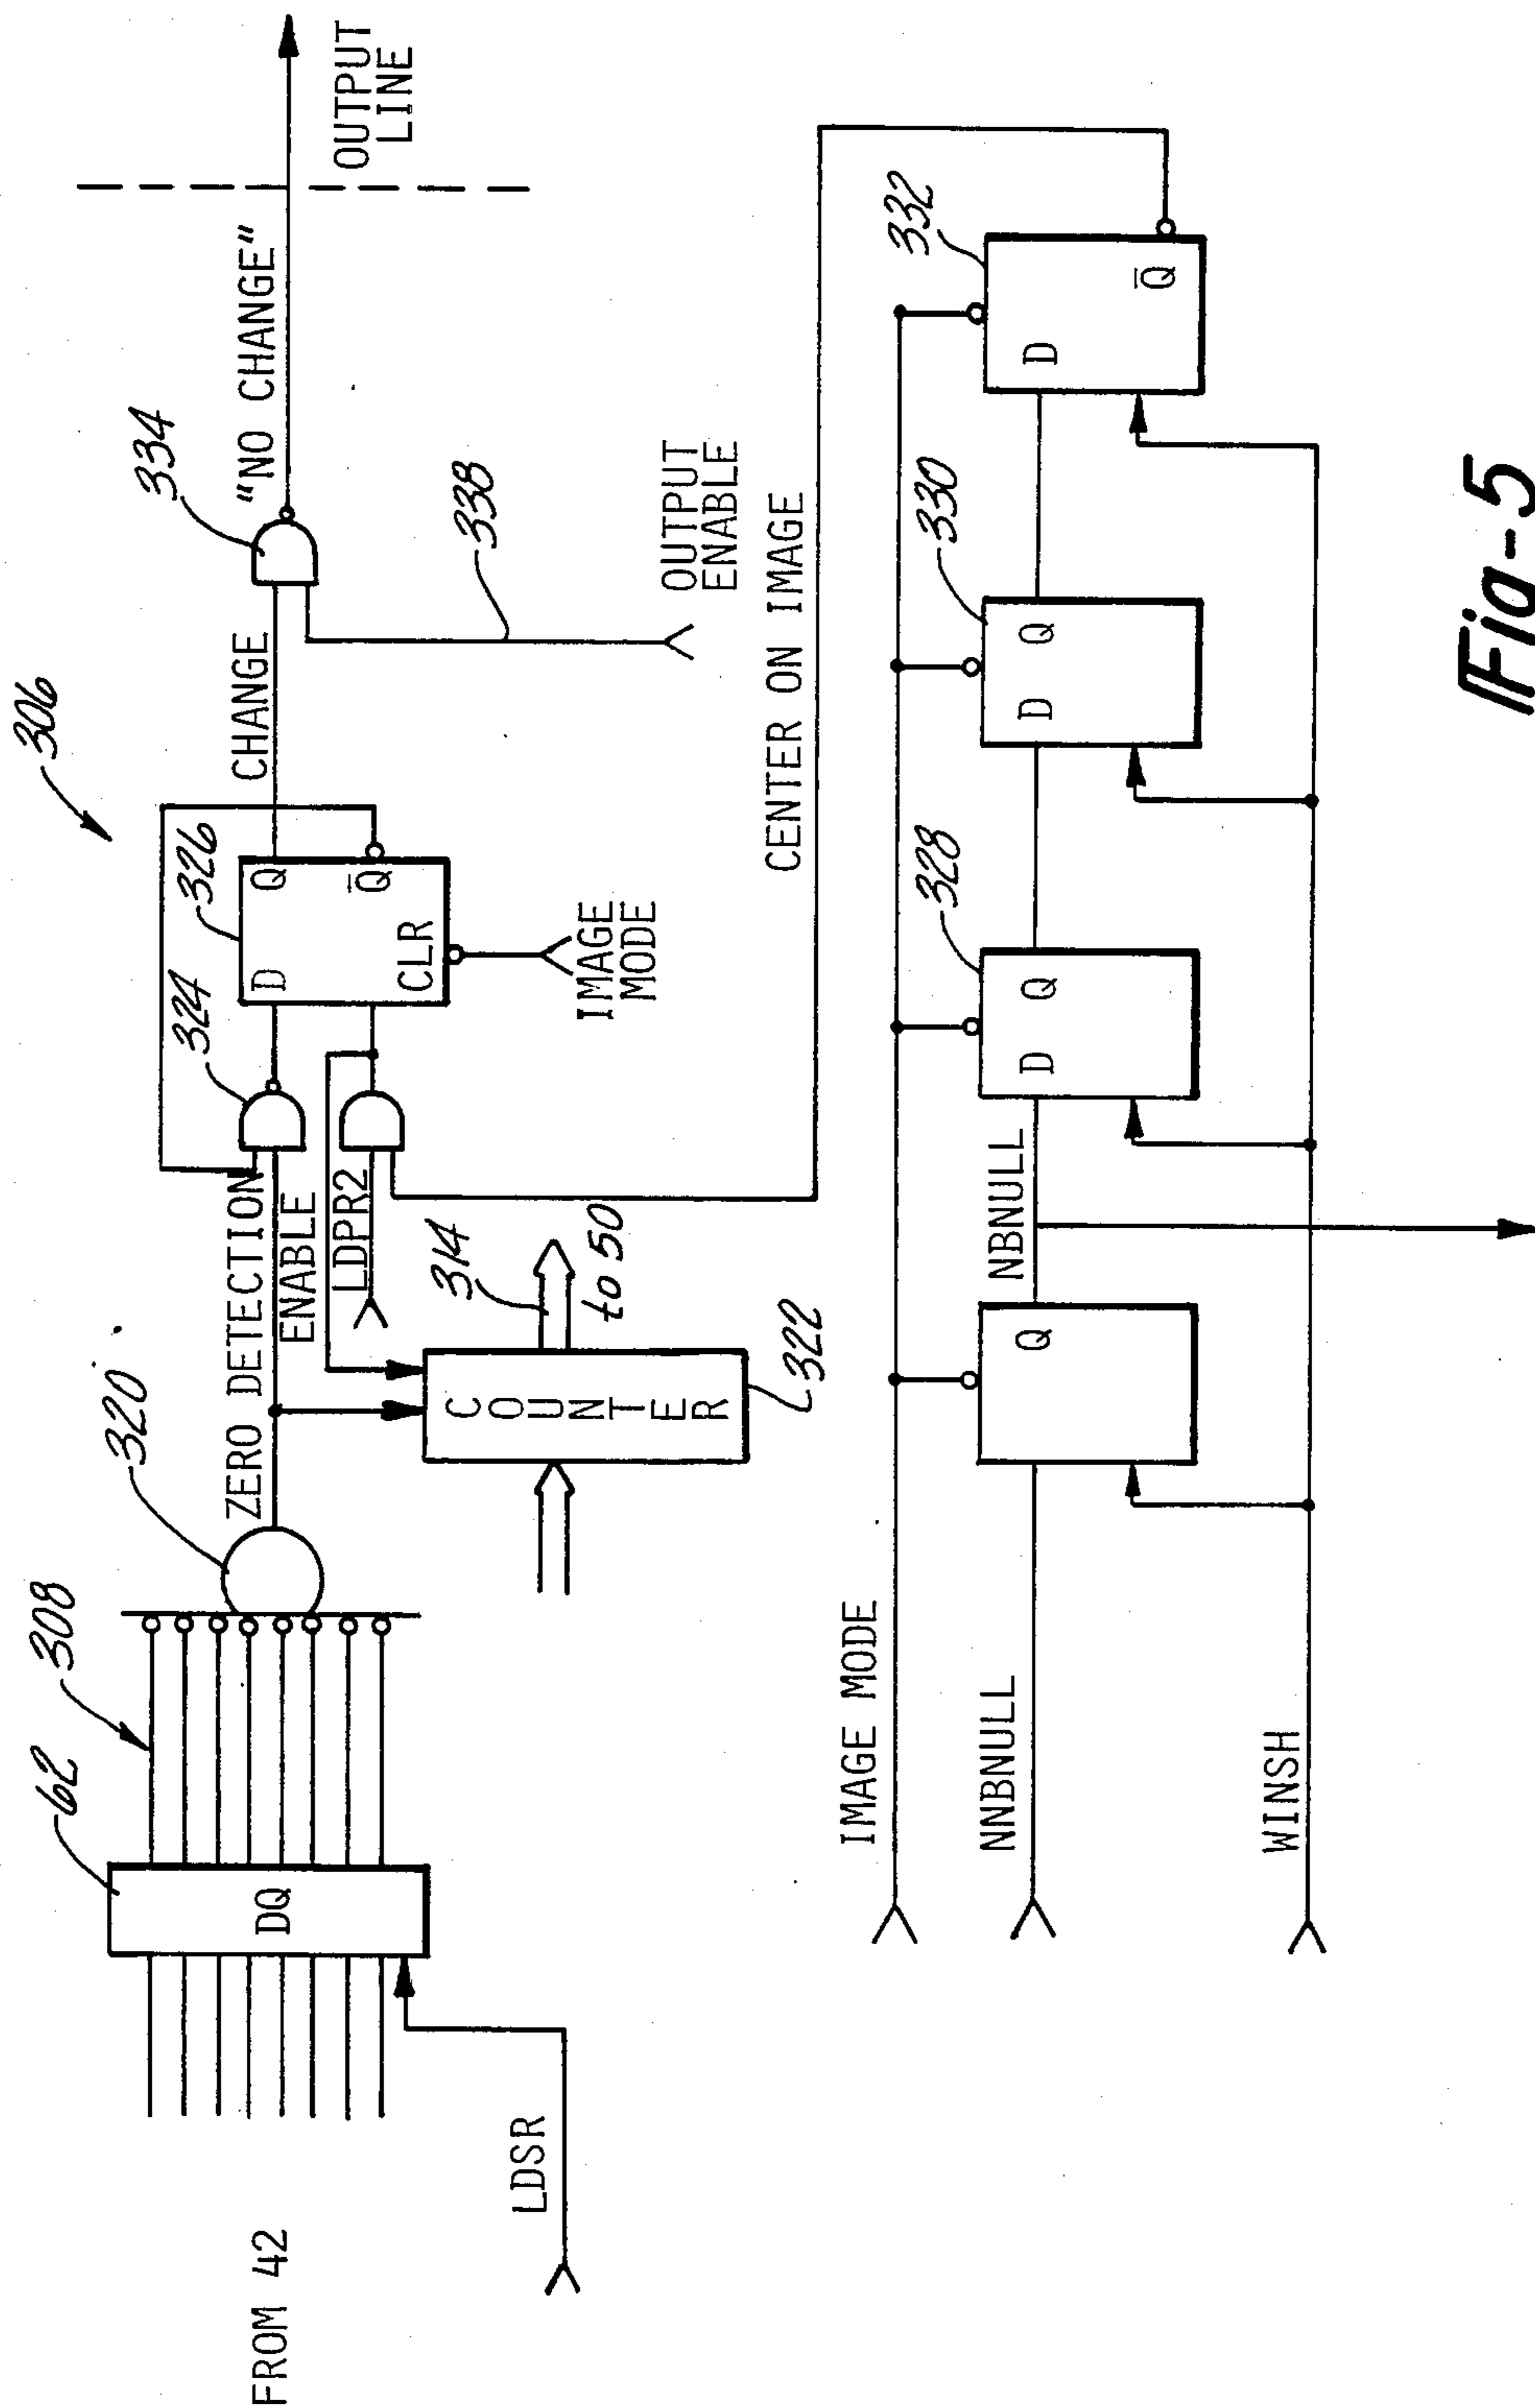 306
FROM 42
62
DQ
LDSR
308
320
ZERO DETECTION
ENABLE
LDPR2
COUNTER
322
314
to 50
324
326
D
Q
Q̅
CLR
IMAGE
MODE
CHANGE
334
"NO CHANGE"
338
OUTPUT
ENABLE
OUTPUT
LINE
CENTER ON IMAGE
IMAGE MODE
NNBNULL
WINSH
Q
NBNULL
328
D
Q
330
D
Q
332
D
Q̅
Fig-5